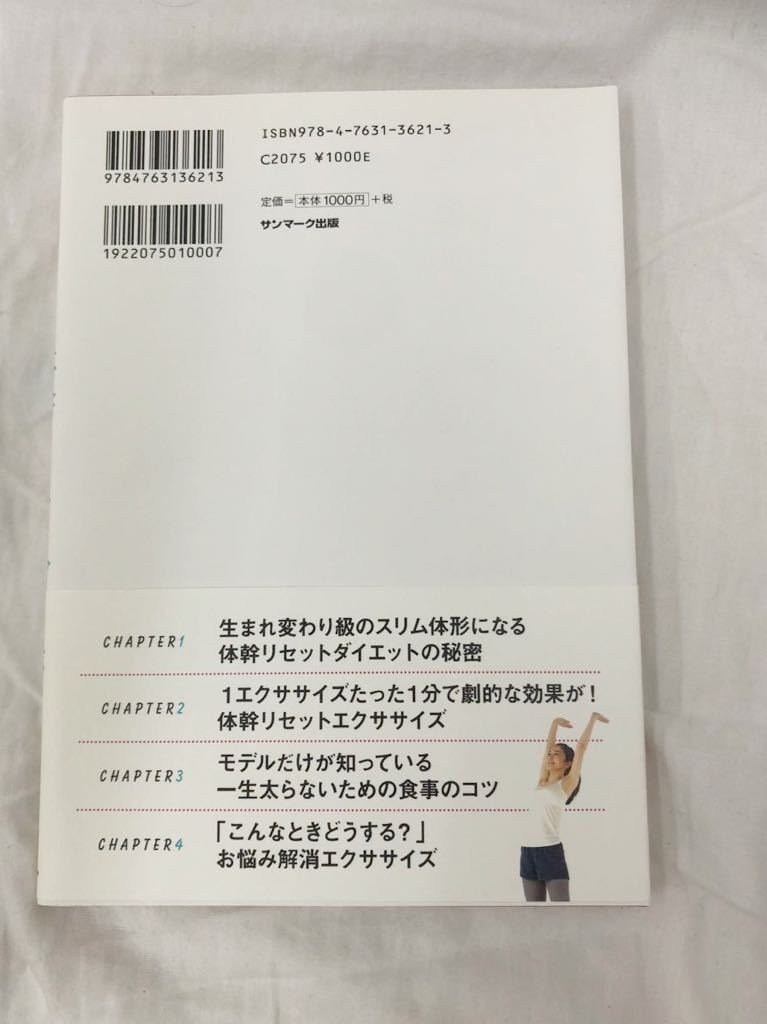 ISBN978-4-7631-3621-3
C2075 ¥1000E
9784763136213
定価=本体1000円+税
サンマーク出版
1922075010007
CHAPTER1
生まれ変わり級のスリム体形になる
体幹リセットダイエットの秘密
CHAPTER2
1エクササイズたった1分で劇的な効果が!
体幹リセットエクササイズ
CHAPTER3
モデルだけが知っている
一生太らないための食事のコツ
CHAPTER4
「こんなときどうする?」
お悩み解消エクササイズ